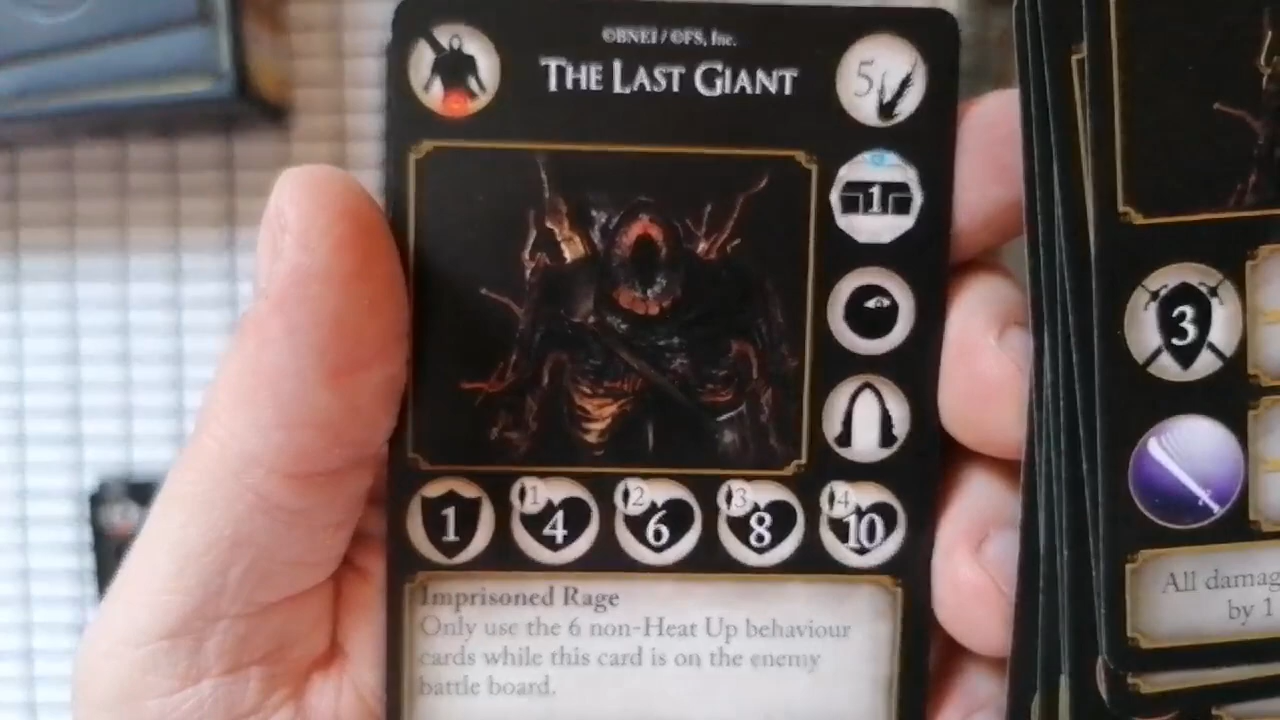 ©BNEI / ©FS, Inc.
THE LAST GIANT
5
1
1
1 4
2 6
3 8
4 10
Imprisoned Rage
Only use the 6 non-Heat Up behaviour
cards while this card is on the enemy
battle board.
3
All damag
by 1